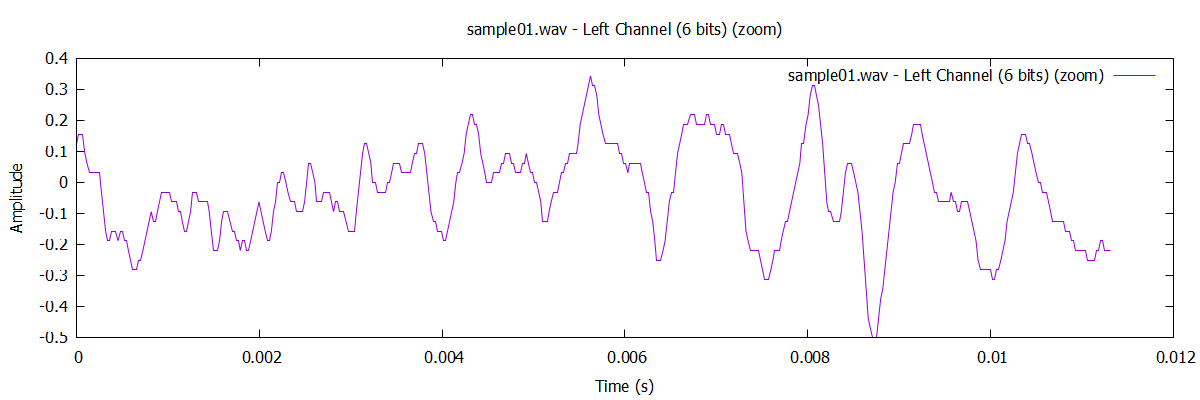 sample01.wav - Left Channel (6 bits) (zoom)
sample01.wav - Left Channel (6 bits) (zoom)
0.4
0.3
0.2
0.1
0
-0.1
-0.2
-0.3
-0.4
-0.5
Amplitude
0 0.002 0.004 0.006 0.008 0.01 0.012
Time (s)